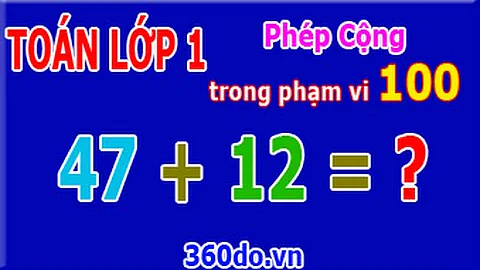 TOÁN LỚP 1
Phép Cộng
trong phạm vi 100
47 + 12 = ?
360do.vn